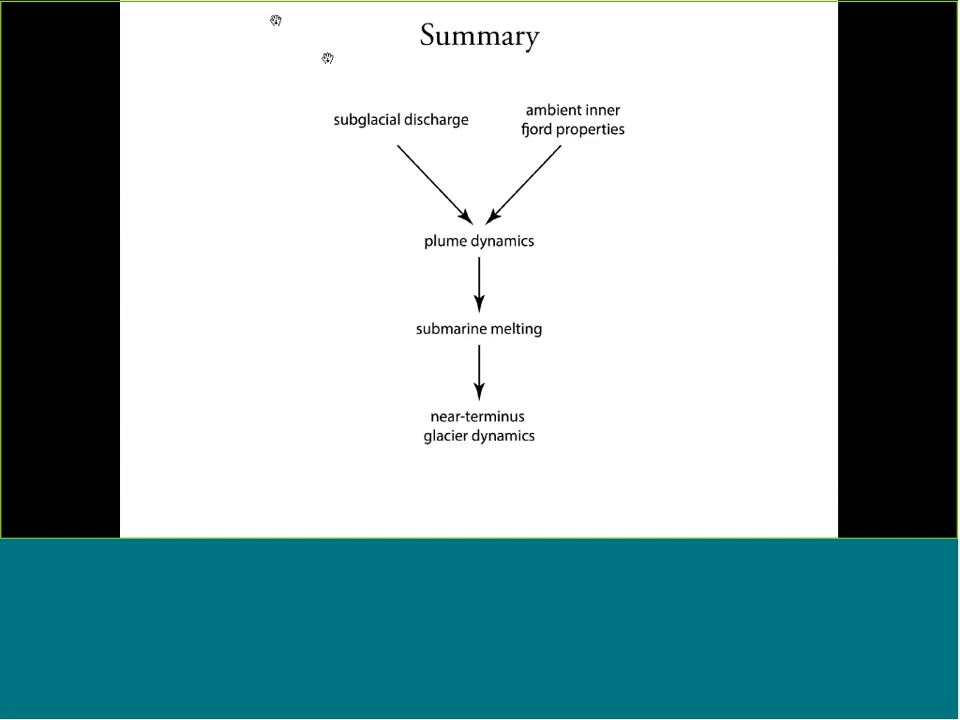 Summary
subglacial discharge
ambient inner
fjord properties
plume dynamics
submarine melting
near-terminus
glacier dynamics